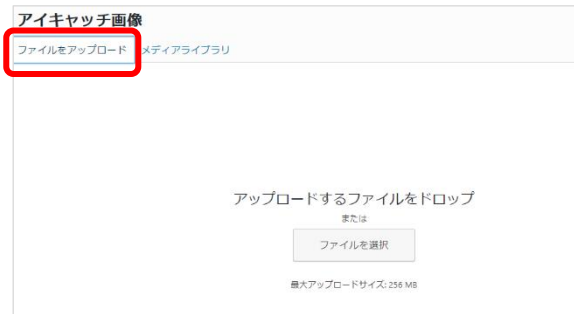 アイキャッチ画像
ファイルをアップロード メディアライブラリ
アップロードするファイルをドロップ
または
ファイルを選択
最大アップロードサイズ: 256 MB